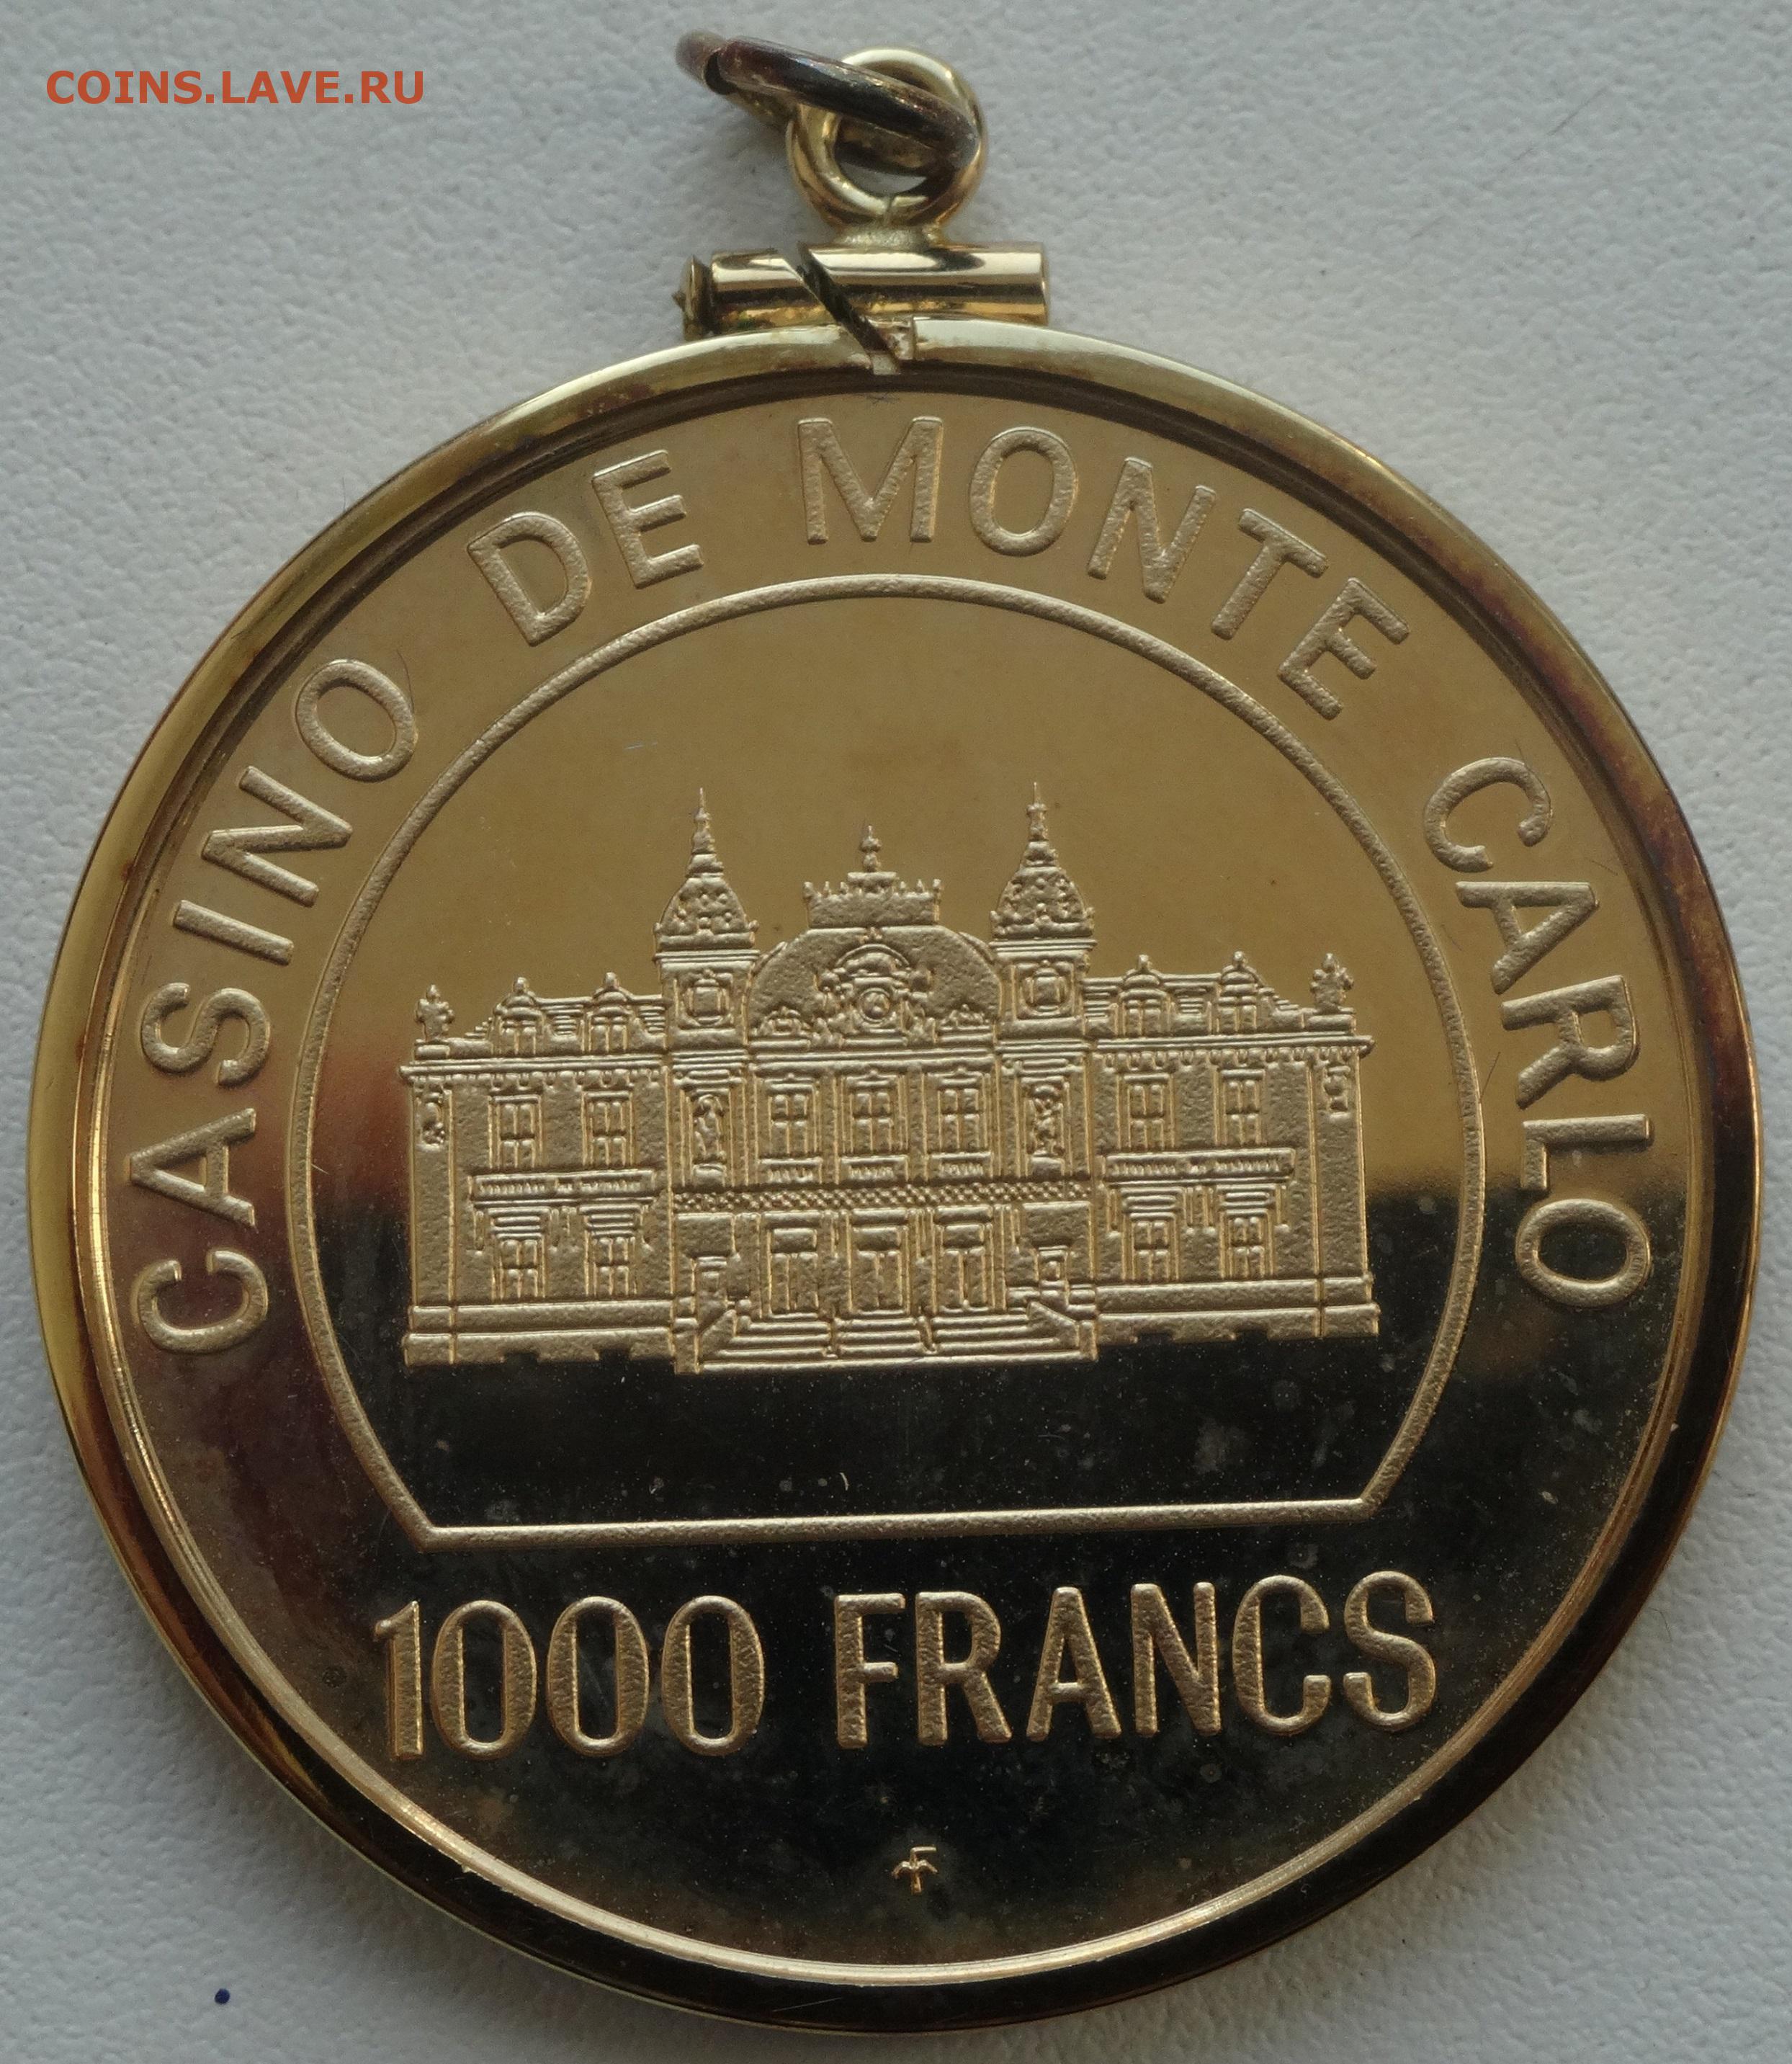 COINS.LAVE.RU
CASINO DE MONTE CARLO
1000 FRANCS